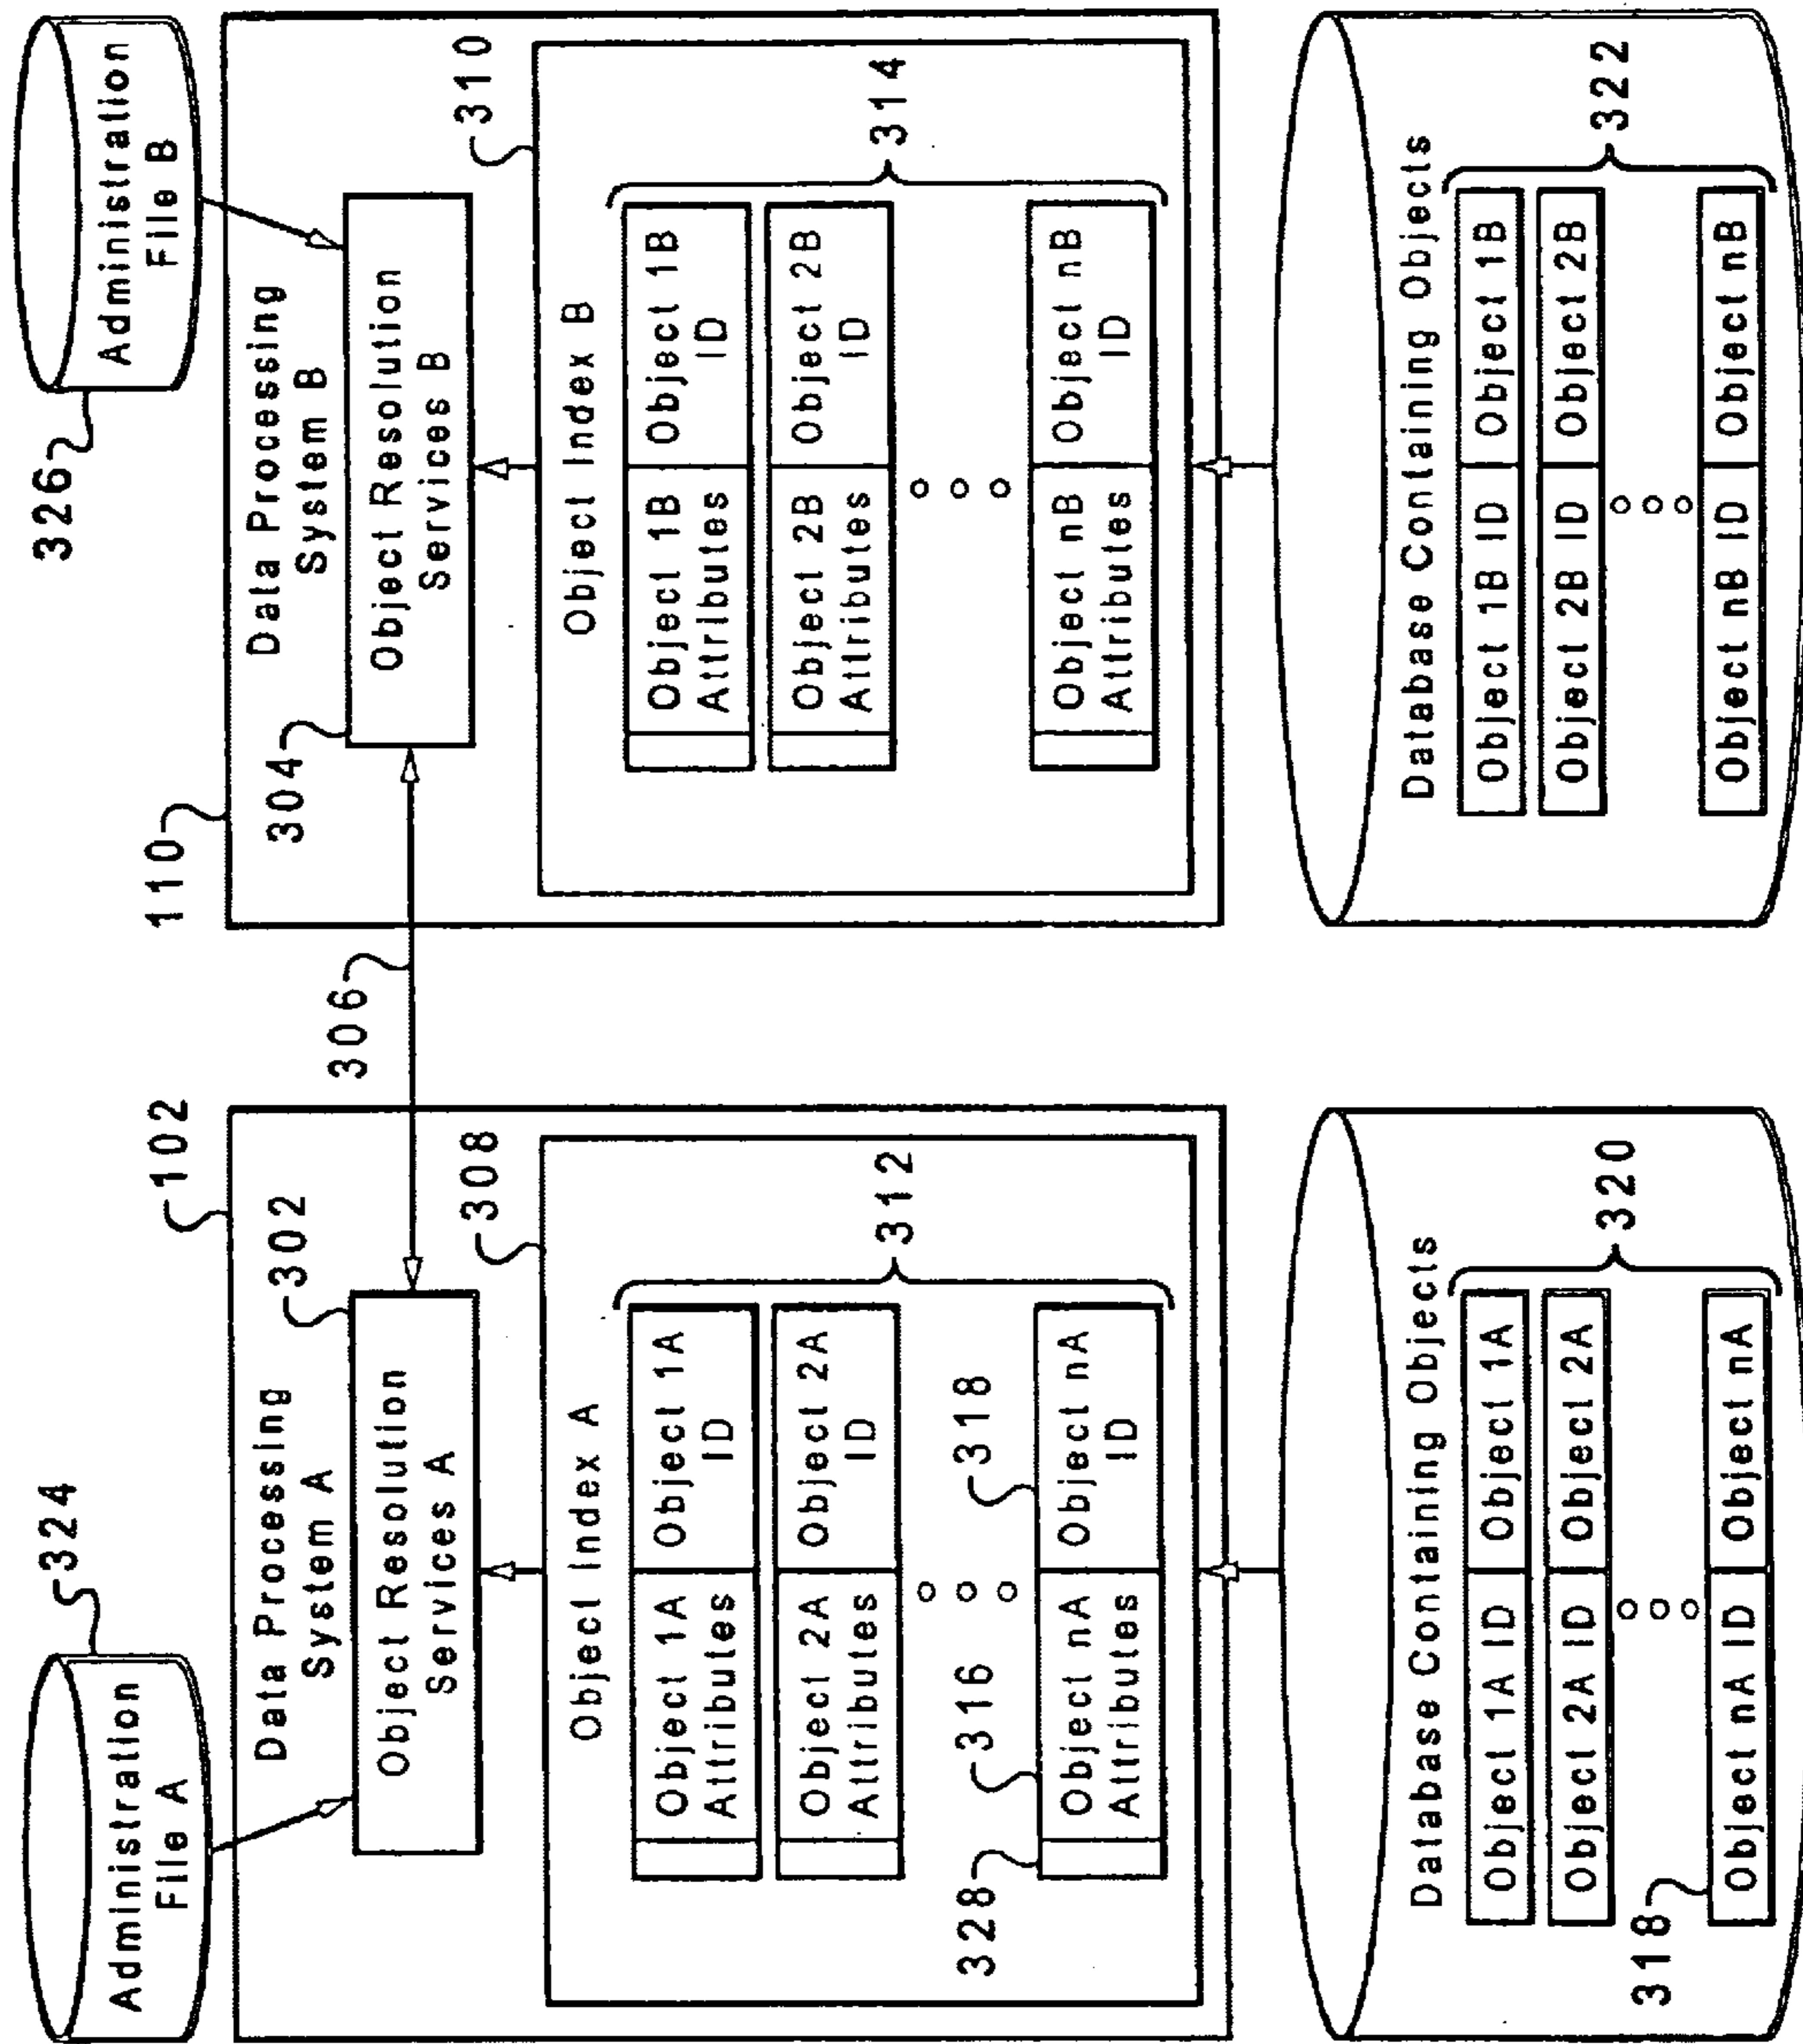 324
Administration
File A
102
Data Processing
System A
302
Object Resolution
Services A
308
Object Index A
Object 1A
Attributes
Object 1A
ID
Object 2A
Attributes
Object 2A
ID
312
328
316
318
Object nA
Attributes
Object nA
ID
Database Containing Objects
Object 1A ID
Object 1A
Object 2A ID
Object 2A
320
318
Object nA ID
Object nA
306
326
Administration
File B
110
Data Processing
System B
304
Object Resolution
Services B
310
Object Index B
Object 1B
Attributes
Object 1B
ID
Object 2B
Attributes
Object 2B
ID
314
Object nB
Attributes
Object nB
ID
Database Containing Objects
Object 1B ID
Object 1B
Object 2B ID
Object 2B
322
Object nB ID
Object nB